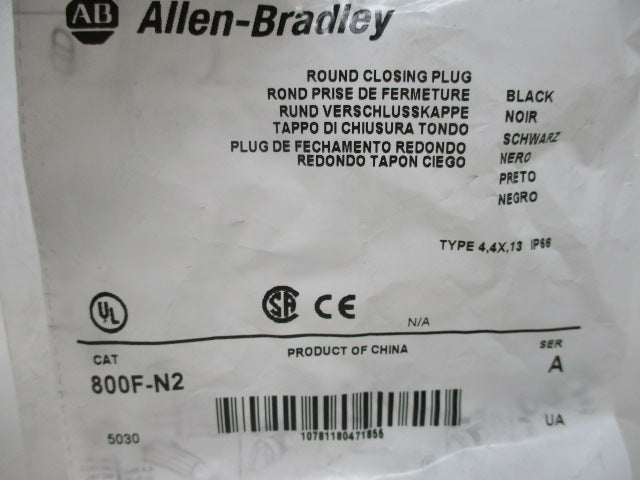 AB Allen-Bradley
ROUND CLOSING PLUG
ROND PRISE DE FERMETURE BLACK
RUND VERSCHLUSSKAPPE NOIR
TAPPO DI CHIUSURA TONDO SCHWARZ
PLUG DE FECHAMENTO REDONDO NERO
REDONDO TAPON CIEGO PRETO
NEGRO
TYPE 4,4X,13 IP66
UL SA CE N/A
CAT PRODUCT OF CHINA SER
800F-N2 A
5030 10781180471855 UA